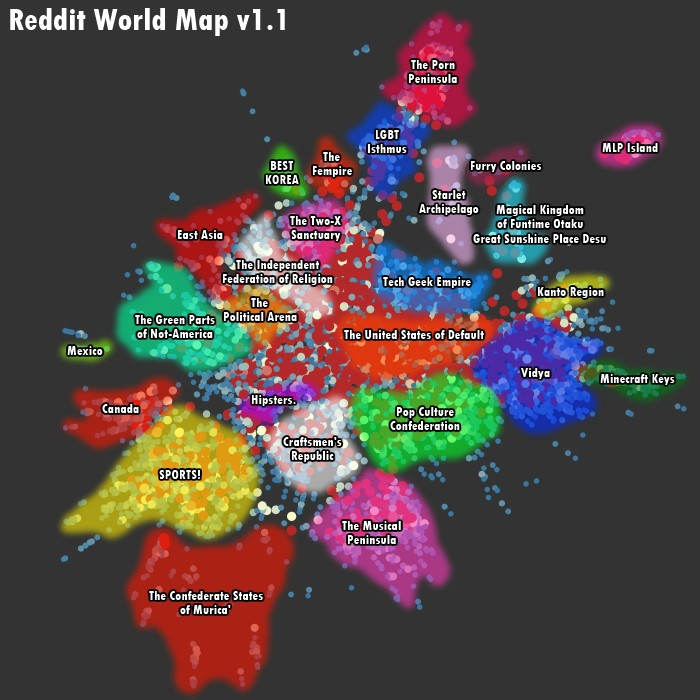 Reddit World Map v1.1
The Porn
Peninsula
LGBT
Isthmus
MLP Island
BEST
KOREA
The
Fempire
Furry Colonies
Starlet
Archipelago
Magical Kingdom
of Funtime Otaku
Great Sunshine Place Desu
East Asia
The Two-X
Sanctuary
The Independent
Federation of Religion
Tech Geek Empire
Kanto Region
The
Political Arena
The Green Parts
of Not-America
The United States of Default
Mexico
Vidya
Minecraft Keys
Canada
Hipsters.
Pop Culture
Confederation
Craftsmen's
Republic
SPORTS!
The Musical
Peninsula
The Confederate States
of Murica'